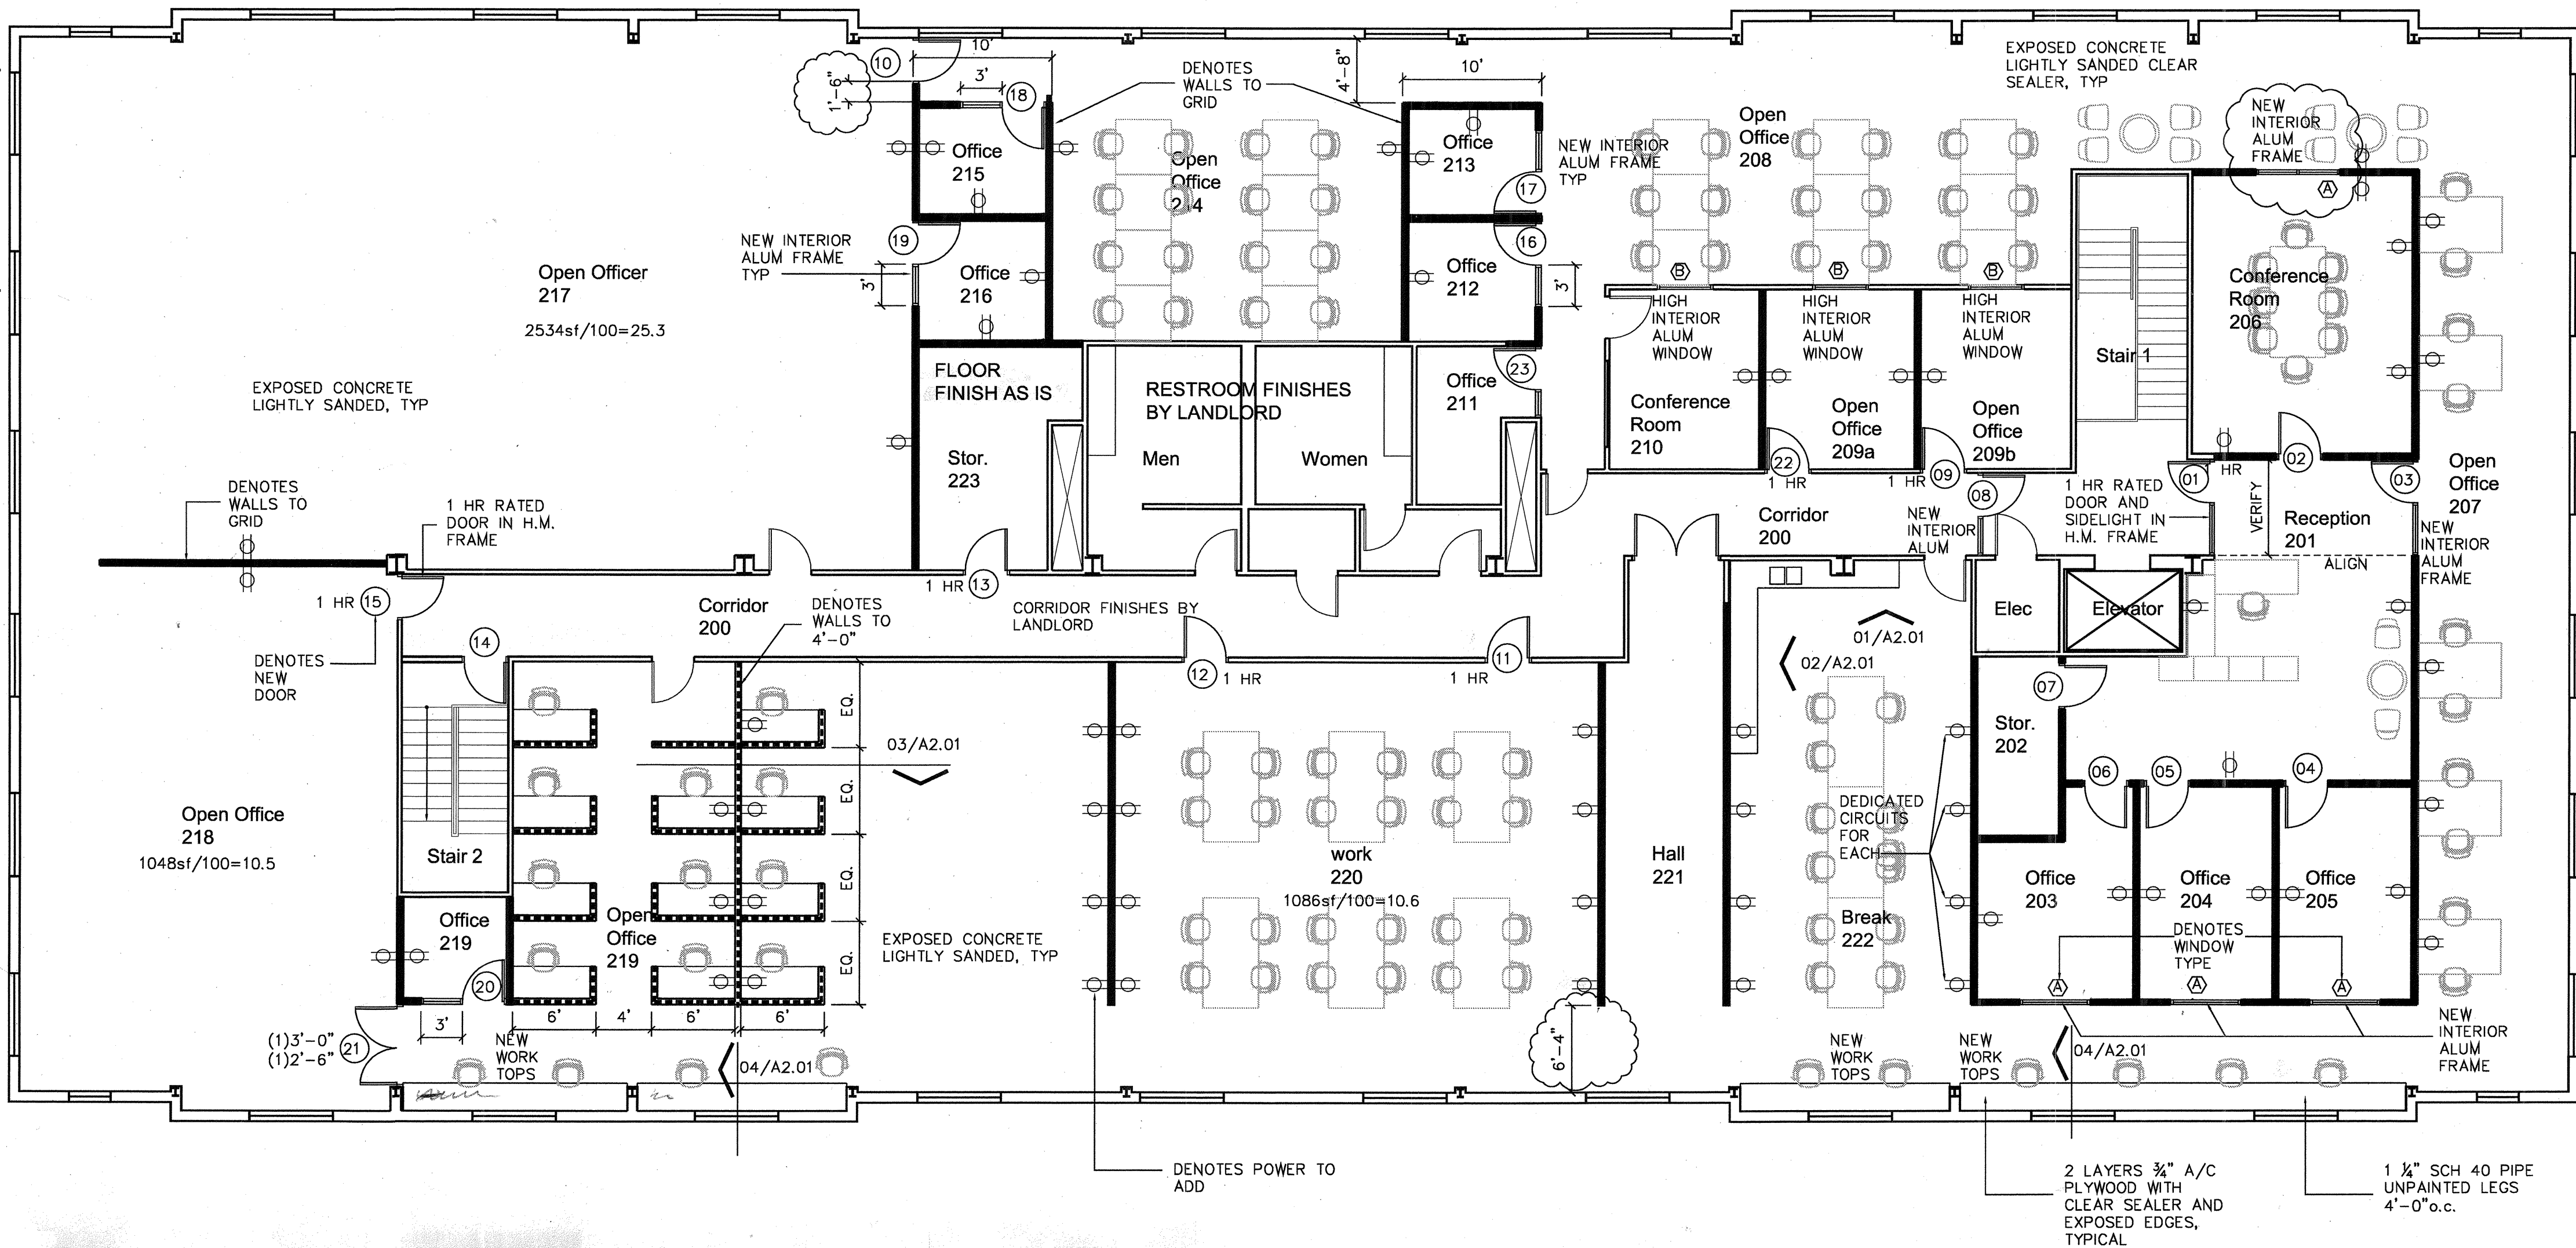 10
10'
1'-6"
3'
18
DENOTES
WALLS TO
GRID
4'-8"
10'
EXPOSED CONCRETE
LIGHTLY SANDED CLEAR
SEALER, TYP
NEW
INTERIOR
ALUM
FRAME
A
Office
215
Open
Office
Office
213
NEW INTERIOR
ALUM FRAME
TYP
17
Open
Office
208
19
NEW INTERIOR
ALUM FRAME
TYP
3'
Office
216
16
Office
212
3'
B
B
B
Open Officer
217
2534sf/100=25.3
HIGH
INTERIOR
ALUM
WINDOW
HIGH
INTERIOR
ALUM
WINDOW
HIGH
INTERIOR
ALUM
WINDOW
Conference
Room
206
Stair 1
EXPOSED CONCRETE
LIGHTLY SANDED, TYP
FLOOR
FINISH AS IS
RESTROOM FINISHES
BY LANDLORD
Office
211
23
Conference
Room
210
Open
Office
209a
Open
Office
209b
Stor.
223
Men
Women
22
1 HR
1 HR
09
08
01
HR
02
03
Open
Office
207
DENOTES
WALLS TO
GRID
1 HR RATED
DOOR IN H.M.
FRAME
1 HR RATED
DOOR AND
SIDELIGHT IN
H.M. FRAME
VERIFY
Reception
201
ALIGN
NEW
INTERIOR
ALUM
FRAME
Corridor
200
NEW
INTERIOR
ALUM
1 HR 15
1 HR 13
Corridor
200
DENOTES
WALLS TO
4'-0"
CORRIDOR FINISHES BY
LANDLORD
Elec
Elevator
01/A2.01
02/A2.01
14
DENOTES
NEW
DOOR
12
1 HR
1 HR
11
07
Stor.
202
EQ.
EQ.
EQ.
EQ.
03/A2.01
06
05
04
Open Office
218
1048sf/100=10.5
Stair 2
work
220
1086sf/100=10.6
Hall
221
DEDICATED
CIRCUITS
FOR
EACH
Break
222
Office
203
Office
204
Office
205
DENOTES
WINDOW
TYPE
A
A
A
Office
219
Open
Office
219
EXPOSED CONCRETE
LIGHTLY SANDED, TYP
20
3'
6'
4'
6'
6'
(1)3'-0"
(1)2'-6"
21
NEW
WORK
TOPS
04/A2.01
6'-4"
NEW
WORK
TOPS
NEW
WORK
TOPS
04/A2.01
NEW
INTERIOR
ALUM
FRAME
DENOTES POWER TO
ADD
2 LAYERS ¾" A/C
PLYWOOD WITH
CLEAR SEALER AND
EXPOSED EDGES,
TYPICAL
1 ¼" SCH 40 PIPE
UNPAINTED LEGS
4'-0"o.c.